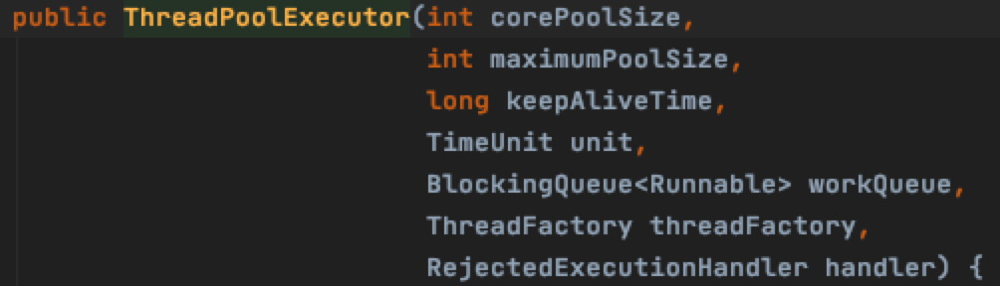 public ThreadPoolExecutor(int corePoolSize,
int maximumPoolSize,
long keepAliveTime,
TimeUnit unit,
BlockingQueue<Runnable> workQueue,
ThreadFactory threadFactory,
RejectedExecutionHandler handler) {